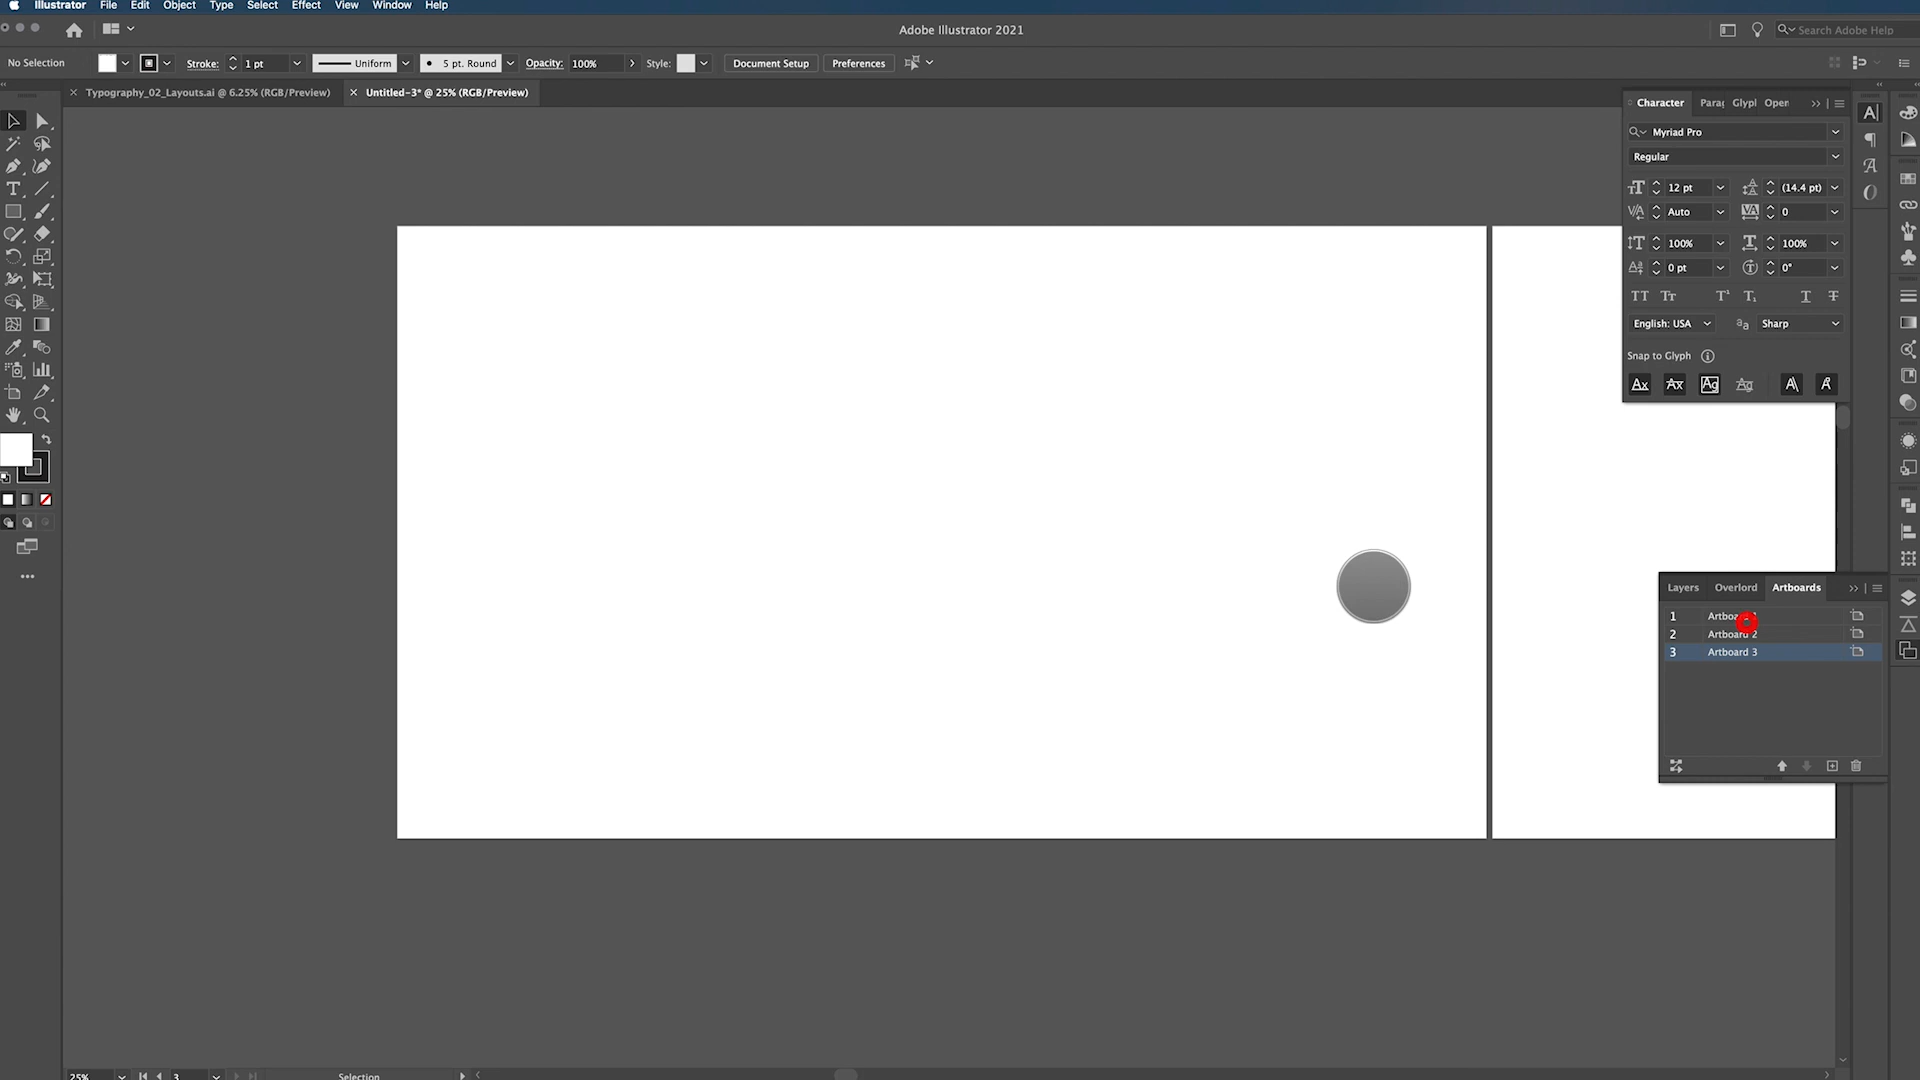 Illustrator File Edit Object Type Select Effect View Window Help
Adobe Illustrator 2021
Search Adobe Help
No Selection
Stroke: 1 pt
Uniform
5 pt. Round
Opacity: 100%
Style:
Document Setup
Preferences
Typography_02_Layouts.ai @ 6.25% (RGB/Preview)
Untitled-3* @ 25% (RGB/Preview)
Character Parag Glypl Open
Myriad Pro
Regular
12 pt (14.4 pt)
Auto 0
100% 100%
0 pt 0°
English: USA
Sharp
Snap to Glyph
Layers Overlord Artboards
1
2 Artboard 2
3 Artboard 3
25% 3 Selection